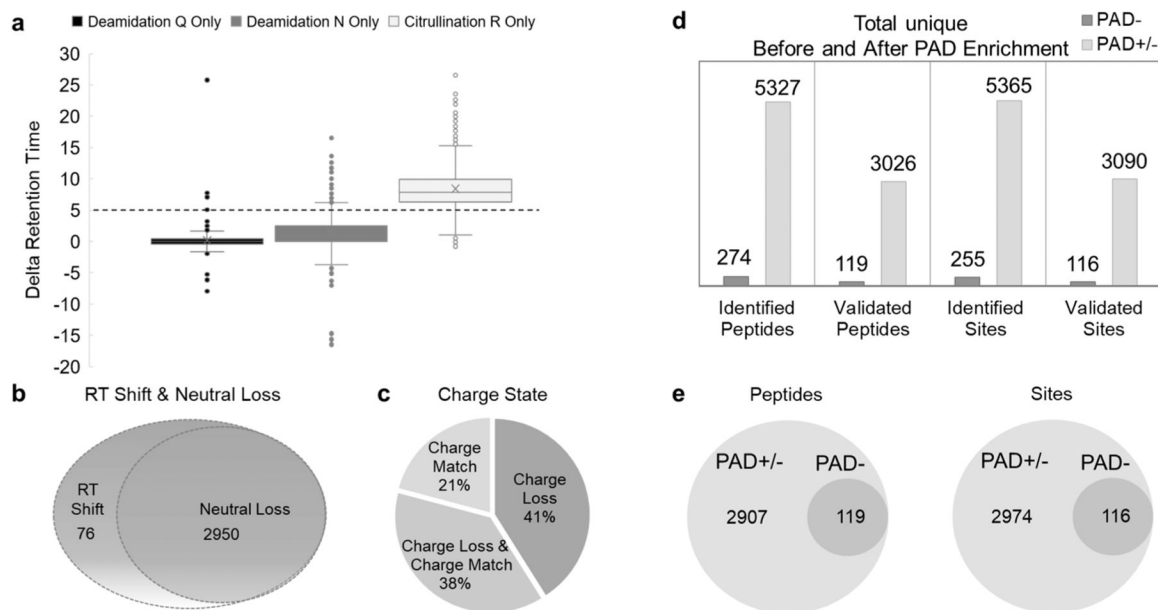 a
Deamidation Q Only
Deamidation N Only
Citrullination R Only
Delta Retention Time
30
25
20
15
10
5
0
-5
-10
-15
-20
d
Total unique
Before and After PAD Enrichment
PAD-
PAD+/-
274
5327
119
3026
255
5365
116
3090
Identified
Peptides
Validated
Peptides
Identified
Sites
Validated
Sites
b
RT Shift & Neutral Loss
RT
Shift
76
Neutral Loss
2950
c
Charge State
Charge
Match
21%
Charge
Loss
41%
Charge Loss &
Charge Match
38%
e
Peptides
PAD+/-
PAD-
2907
119
Sites
PAD+/-
PAD-
2974
116